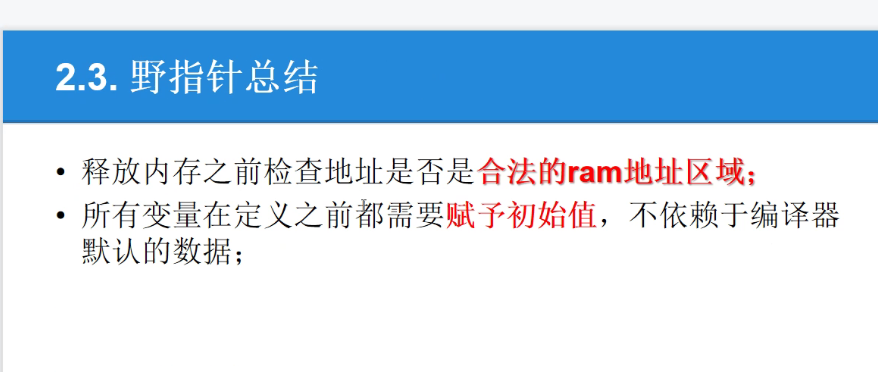 2.3. 野指针总结
• 释放内存之前检查地址是否是合法的ram地址区域；
• 所有变量在定义之前都需要赋予初始值，不依赖于编译器
默认的数据；